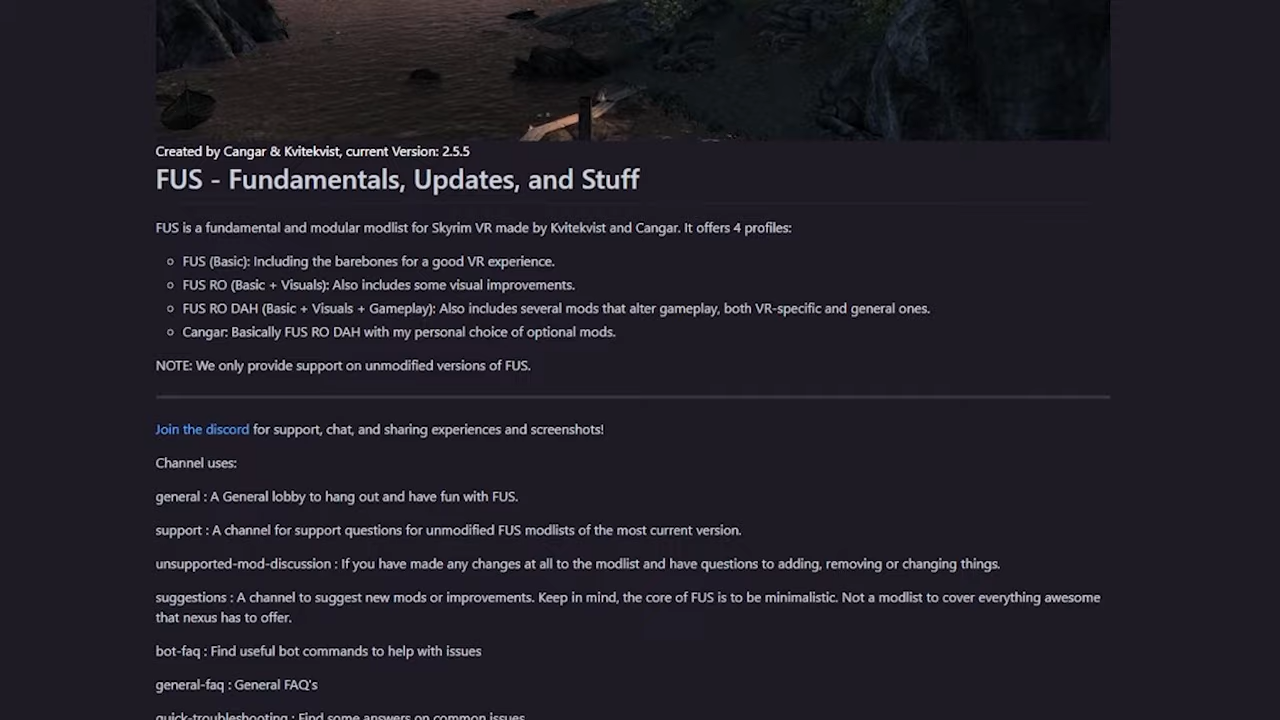 Created by Cangar & Kvitekvist, current Version: 2.5.5
FUS - Fundamentals, Updates, and Stuff
FUS is a fundamental and modular modlist for Skyrim VR made by Kvitekvist and Cangar. It offers 4 profiles:
FUS (Basic): Including the barebones for a good VR experience.
FUS RO (Basic + Visuals): Also includes some visual improvements.
FUS RO DAH (Basic + Visuals + Gameplay): Also includes several mods that alter gameplay, both VR-specific and general ones.
Cangar: Basically FUS RO DAH with my personal choice of optional mods.
NOTE: We only provide support on unmodified versions of FUS.
Join the discord for support, chat, and sharing experiences and screenshots!
Channel uses:
general : A General lobby to hang out and have fun with FUS.
support : A channel for support questions for unmodified FUS modlists of the most current version.
unsupported-mod-discussion : If you have made any changes at all to the modlist and have questions to adding, removing or changing things.
suggestions : A channel to suggest new mods or improvements. Keep in mind, the core of FUS is to be minimalistic. Not a modlist to cover everything awesome
that nexus has to offer.
bot-faq : Find useful bot commands to help with issues
general-faq : General FAQ's
quick-troubleshooting : Find some answers on common issues